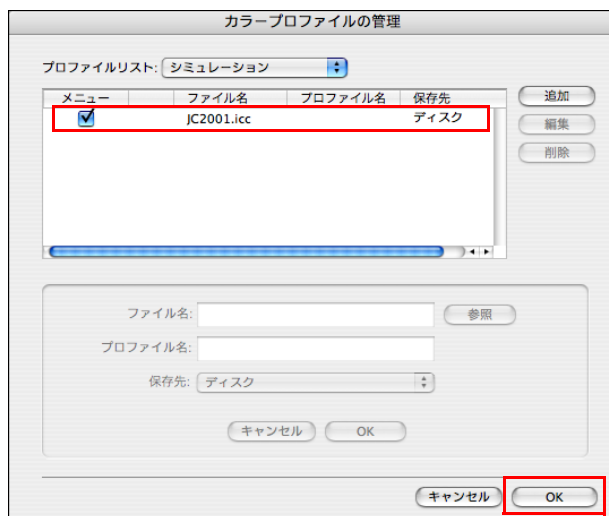 カラープロファイルの管理
プロファイルリスト: シミュレーション
メニュー ファイル名 プロファイル名 保存先
JC2001.icc ディスク
追加
編集
削除
ファイル名: 参照
プロファイル名:
保存先: ディスク
キャンセル OK
キャンセル OK